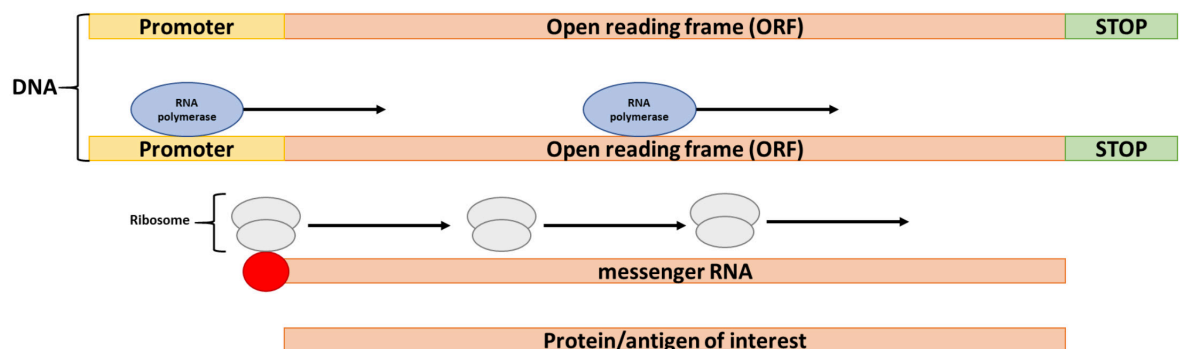 Promoter Open reading frame (ORF) STOP
DNA
RNA polymerase RNA polymerase
Promoter Open reading frame (ORF) STOP
Ribosome
messenger RNA
Protein/antigen of interest